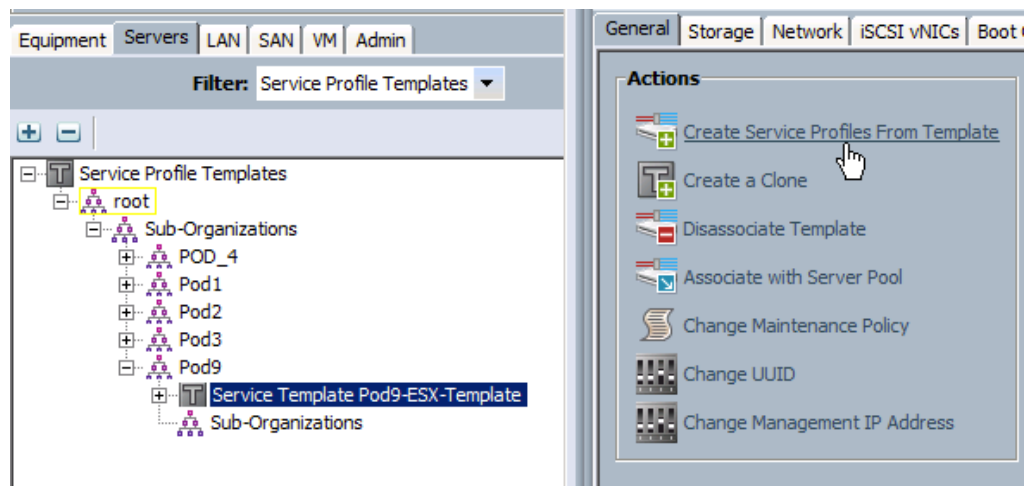 Equipment Servers LAN SAN VM Admin
Filter: Service Profile Templates
Service Profile Templates
root
Sub-Organizations
POD_4
Pod1
Pod2
Pod3
Pod9
Service Template Pod9-ESX-Template
Sub-Organizations
General Storage Network iSCSI vNICs Boot
Actions
Create Service Profiles From Template
Create a Clone
Disassociate Template
Associate with Server Pool
Change Maintenance Policy
Change UUID
Change Management IP Address